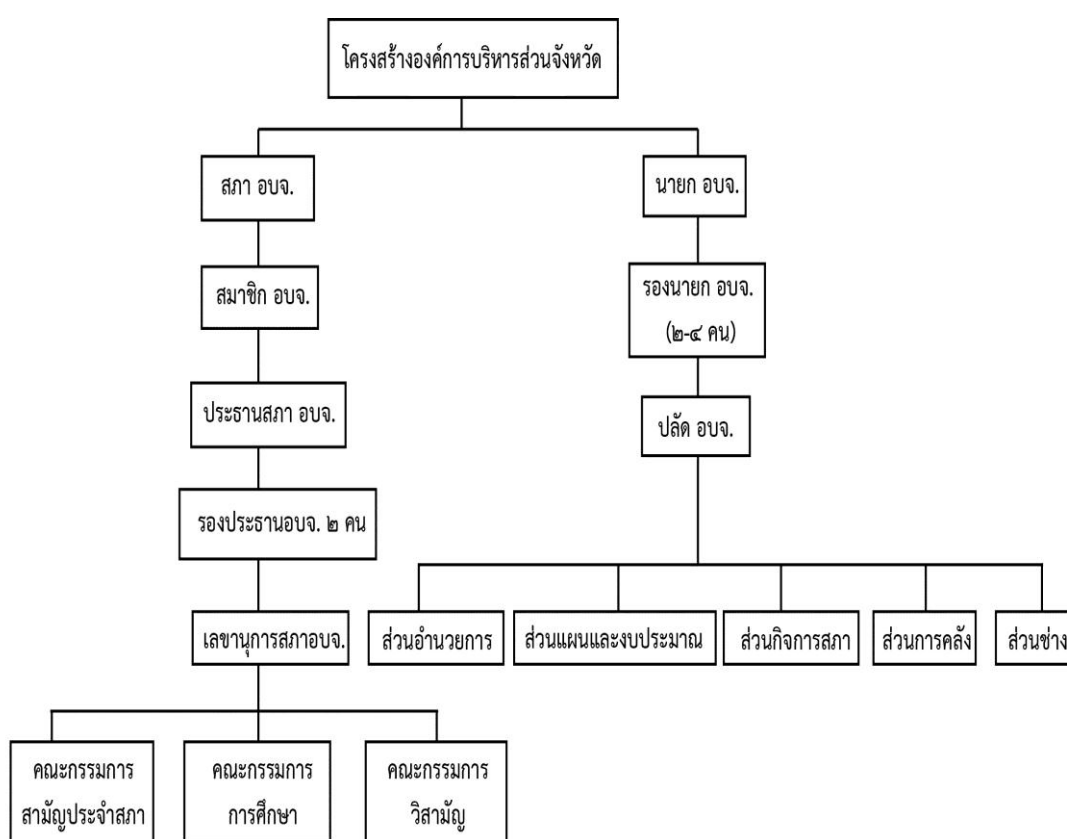 โครงสร้างองค์การบริหารส่วนจังหวัด
สภา อบจ.
นายก อบจ.
สมาชิก อบจ.
รองนายก อบจ.
(๒-๔ คน)
ประธานสภา อบจ.
ปลัด อบจ.
รองประธานอบจ. ๒ คน
เลขานุการสภาอบจ.
ส่วนอำนวยการ
ส่วนแผนและงบประมาณ
ส่วนกิจการสภา
ส่วนการคลัง
ส่วนช่าง
คณะกรรมการ
สามัญประจำสภา
คณะกรรมการ
การศึกษา
คณะกรรมการ
วิสามัญ